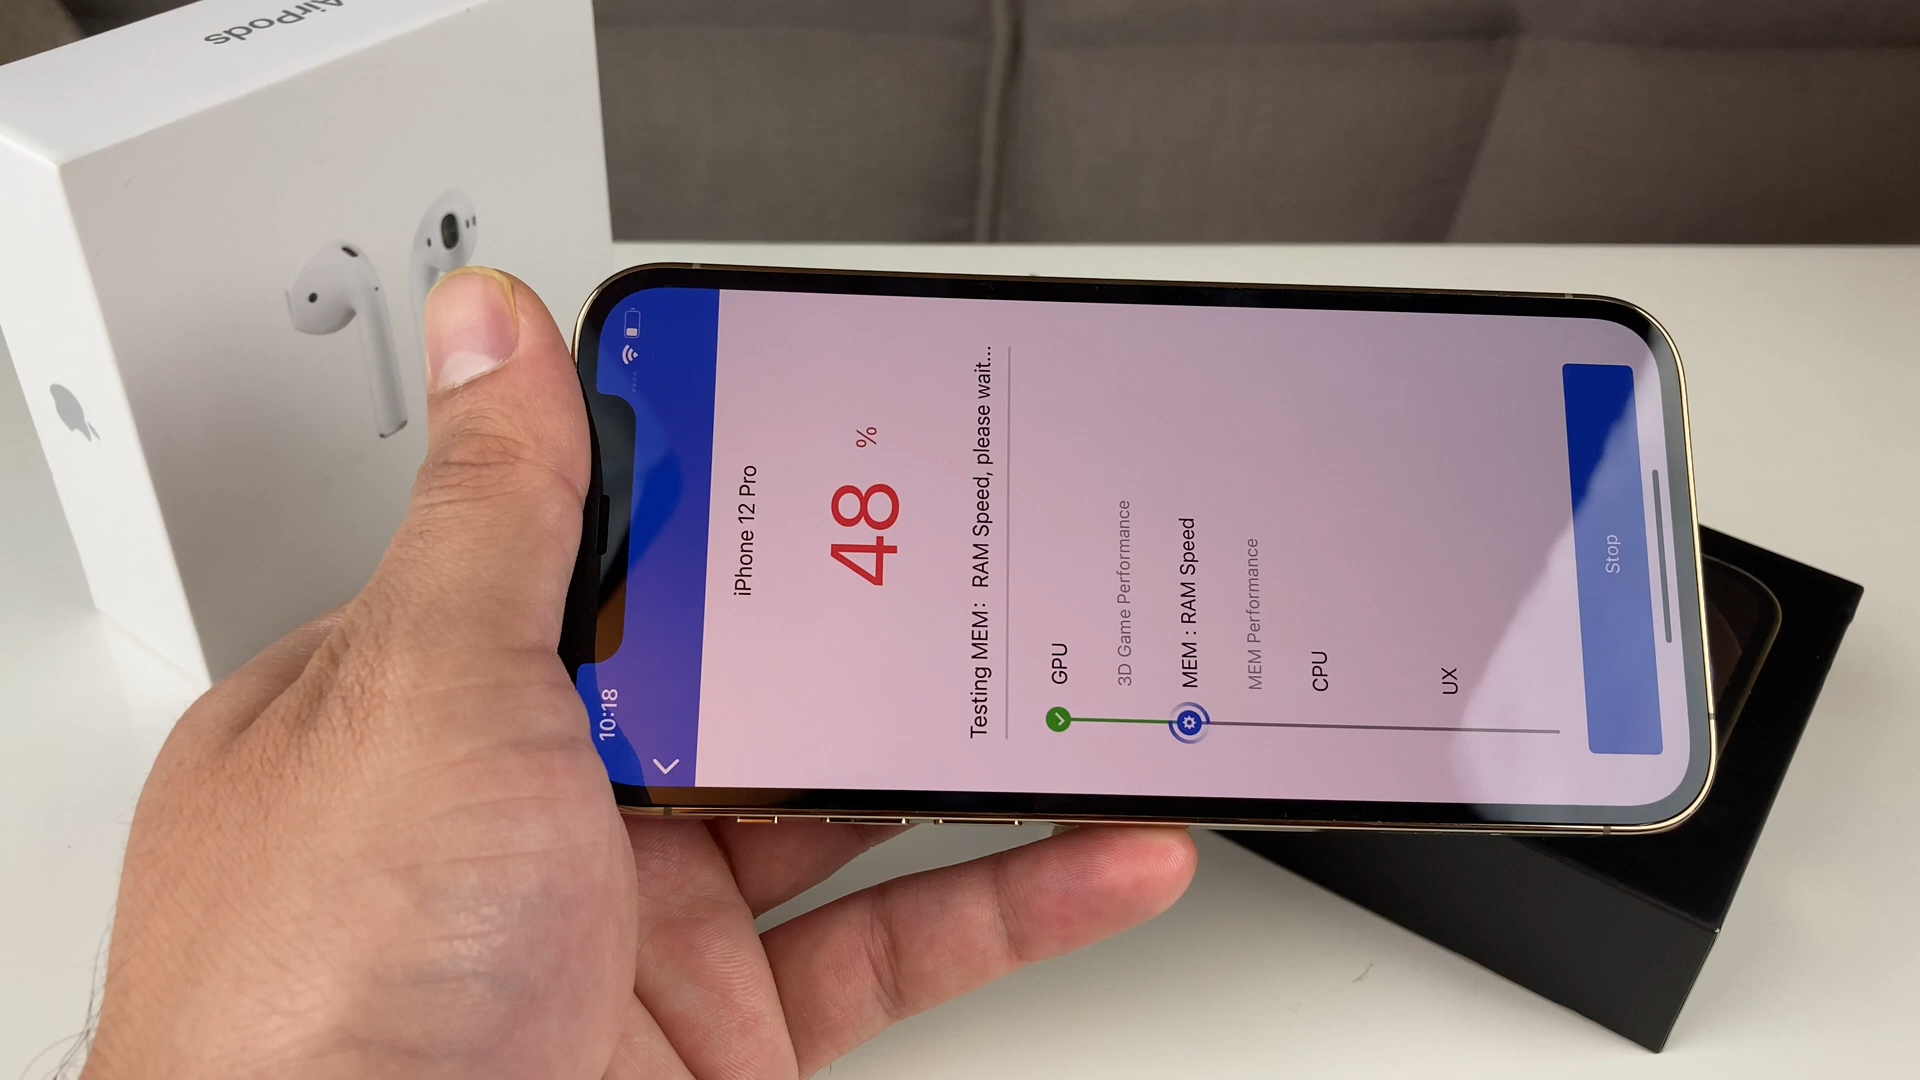 AirPods
10:18
iPhone 12 Pro
48 %
Testing MEM: RAM Speed, please wait...
GPU
3D Game Performance
MEM : RAM Speed
MEM Performance
CPU
UX
Stop